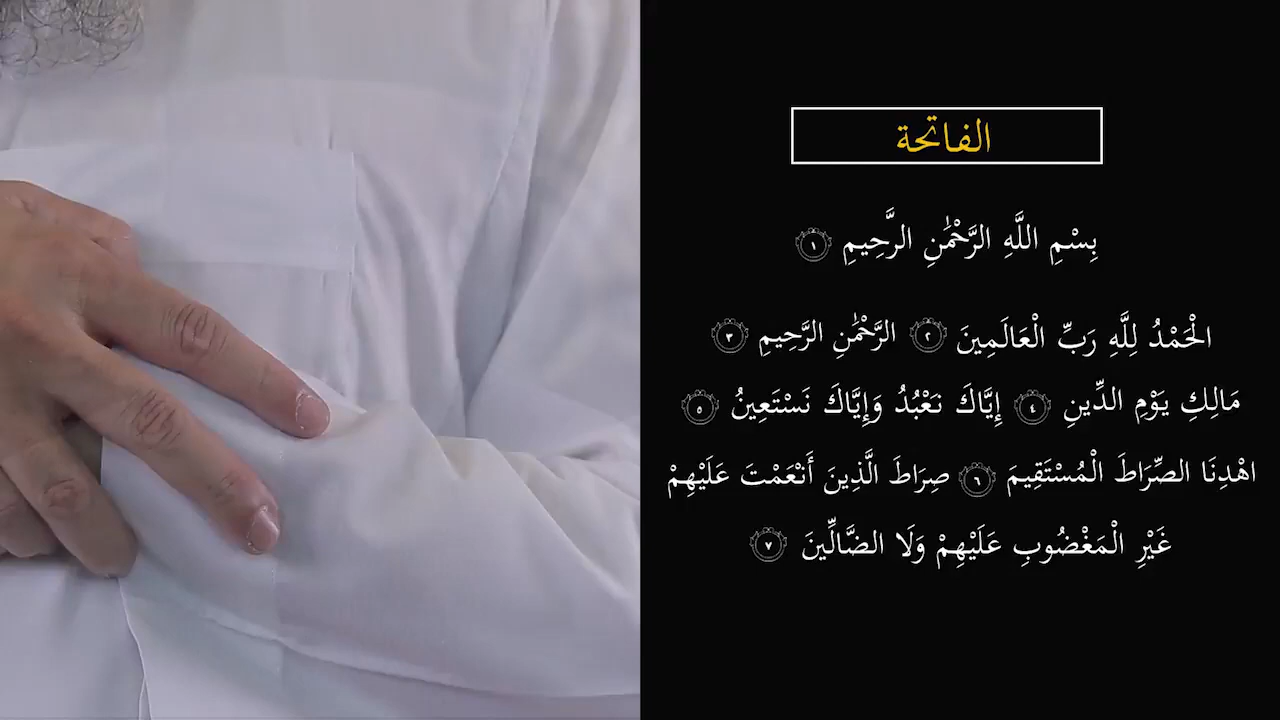 الفاتحة
بِسْمِ اللَّهِ الرَّحْمَٰنِ الرَّحِيمِ ١
الْحَمْدُ لِلَّهِ رَبِّ الْعَالَمِينَ ٢ الرَّحْمَٰنِ الرَّحِيمِ ٣
مَالِكِ يَوْمِ الدِّينِ ٤ إِيَّاكَ نَعْبُدُ وَإِيَّاكَ نَسْتَعِينُ ٥
اهْدِنَا الصِّرَاطَ الْمُسْتَقِيمَ ٦ صِرَاطَ الَّذِينَ أَنْعَمْتَ عَلَيْهِمْ
غَيْرِ الْمَغْضُوبِ عَلَيْهِمْ وَلَا الضَّالِّينَ ٧